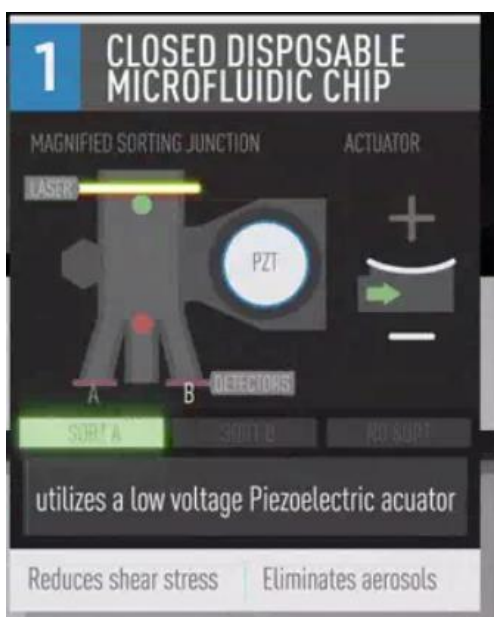 1
CLOSED DISPOSABLE
MICROFLUIDIC CHIP
MAGNIFIED SORTING JUNCTION
ACTUATOR
LASER
PZT
+
−
A
B
DETECTORS
SORT A
SORT B
NO SORT
utilizes a low voltage Piezoelectric acuator
Reduces shear stress
Eliminates aerosols